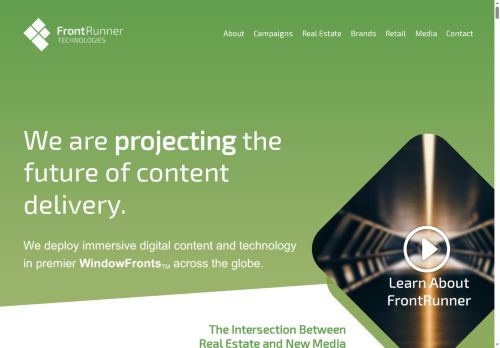 FrontRunner
TECHNOLOGIES
About Campaigns Real Estate Brands Retail Media Contact
We are projecting the
future of content
delivery.
We deploy immersive digital content and technology
in premier WindowFronts™ across the globe.
Learn About
FrontRunner
The Intersection Between
Real Estate and New Media